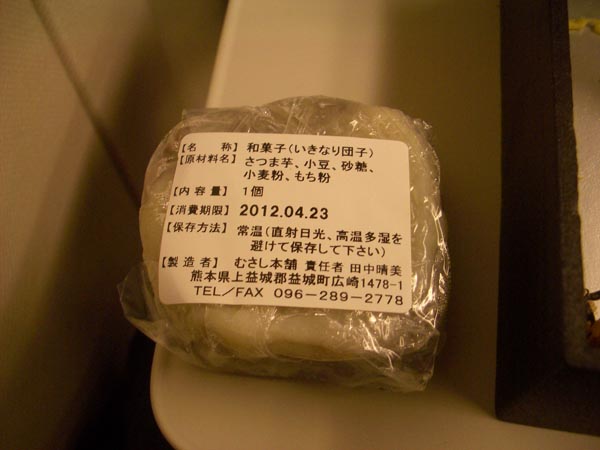 【名　　称】 和菓子(いきなり団子)
【原材料名】 さつま芋、小豆、砂糖、
小麦粉、もち粉
【内 容 量】 1個
【消費期限】 2012.04.23
【保存方法】 常温(直射日光、高温多湿を
避けて保存して下さい)
【製 造 者】 むさし本舗 責任者 田中晴美
熊本県上益城郡益城町広崎1478-1
TEL/FAX 096-289-2778